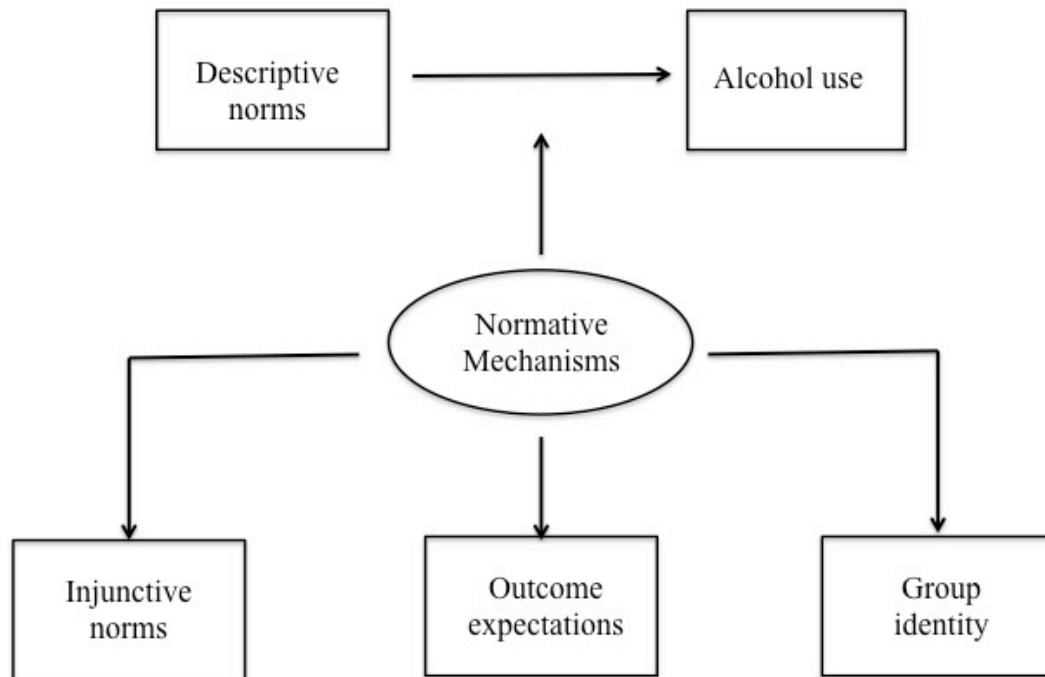 Descriptive
norms
Alcohol use
Normative
Mechanisms
Injunctive
norms
Outcome
expectations
Group
identity